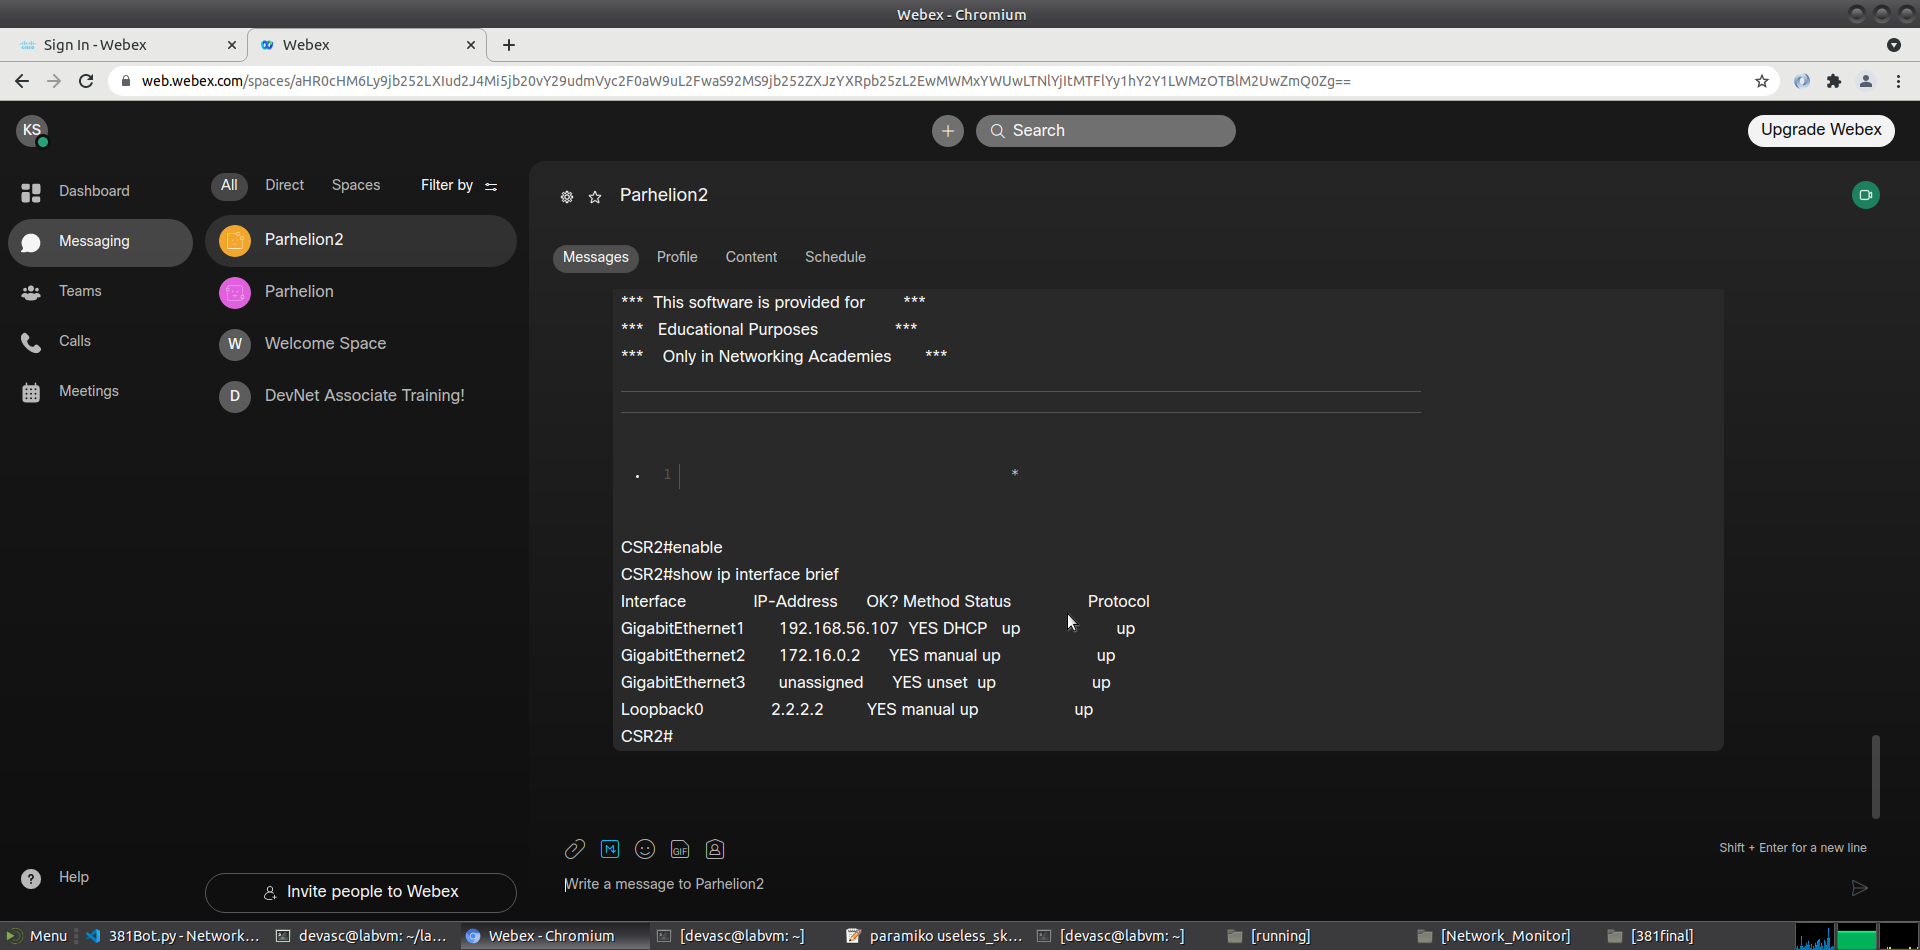 Webex - Chromium
Sign In - Webex
Webex
web.webex.com/spaces/aHR0cHM6Ly9jb252LXIud2J4Mi5jb20vY29udmVyc2F0aW9uL2FwaS92MS9jb252ZXJzYXRpb25zL2EwMWMxYWUwLTNlYjItMTFlYy1hY2Y1LWMzOTBlM2UwZmQ0Zg==
KS
Search
Upgrade Webex
Dashboard
Messaging
Teams
Calls
Meetings
Help
All Direct Spaces Filter by
Parhelion2
Parhelion
W Welcome Space
D DevNet Associate Training!
Invite people to Webex
Parhelion2
Messages Profile Content Schedule
*** This software is provided for ***
*** Educational Purposes ***
*** Only in Networking Academies ***
• 1 *
CSR2#enable
CSR2#show ip interface brief
Interface IP-Address OK? Method Status Protocol
GigabitEthernet1 192.168.56.107 YES DHCP up up
GigabitEthernet2 172.16.0.2 YES manual up up
GigabitEthernet3 unassigned YES unset up up
Loopback0 2.2.2.2 YES manual up up
CSR2#
GIF
Shift + Enter for a new line
Write a message to Parhelion2
Menu 381Bot.py - Network... devasc@labvm: ~/la... Webex - Chromium [devasc@labvm: ~] paramiko useless_sk... [devasc@labvm: ~] [running] [Network_Monitor] [381final]